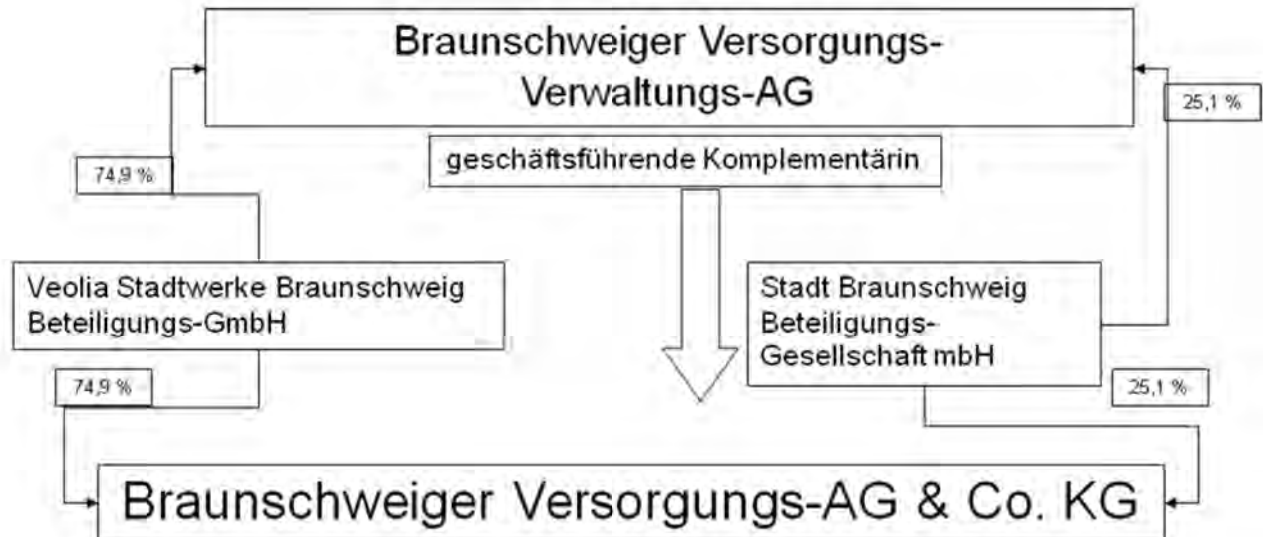 Braunschweiger Versorgungs-
Verwaltungs-AG
25,1 %
geschäftsführende Komplementärin
74,9 %
Veolia Stadtwerke Braunschweig
Beteiligungs-GmbH
Stadt Braunschweig
Beteiligungs-
Gesellschaft mbH
74,9 %
25,1 %
Braunschweiger Versorgungs-AG & Co. KG